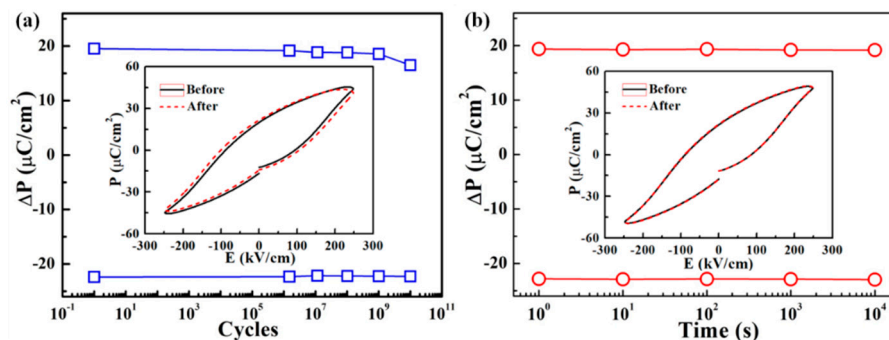 (a)
ΔP (μC/cm²)
20
10
0
-10
-20
10⁻¹ 10¹ 10³ 10⁵ 10⁷ 10⁹ 10¹¹
Cycles
P (μC/cm²)
60
30
0
-30
-60
-300 -200 -100 0 100 200 300
E (kV/cm)
Before
After
(b)
ΔP (μC/cm²)
20
10
0
-10
-20
10⁰ 10¹ 10² 10³ 10⁴
Time (s)
P (μC/cm²)
60
30
0
-30
-60
-300 -200 -100 0 100 200 300
E (kV/cm)
Before
After